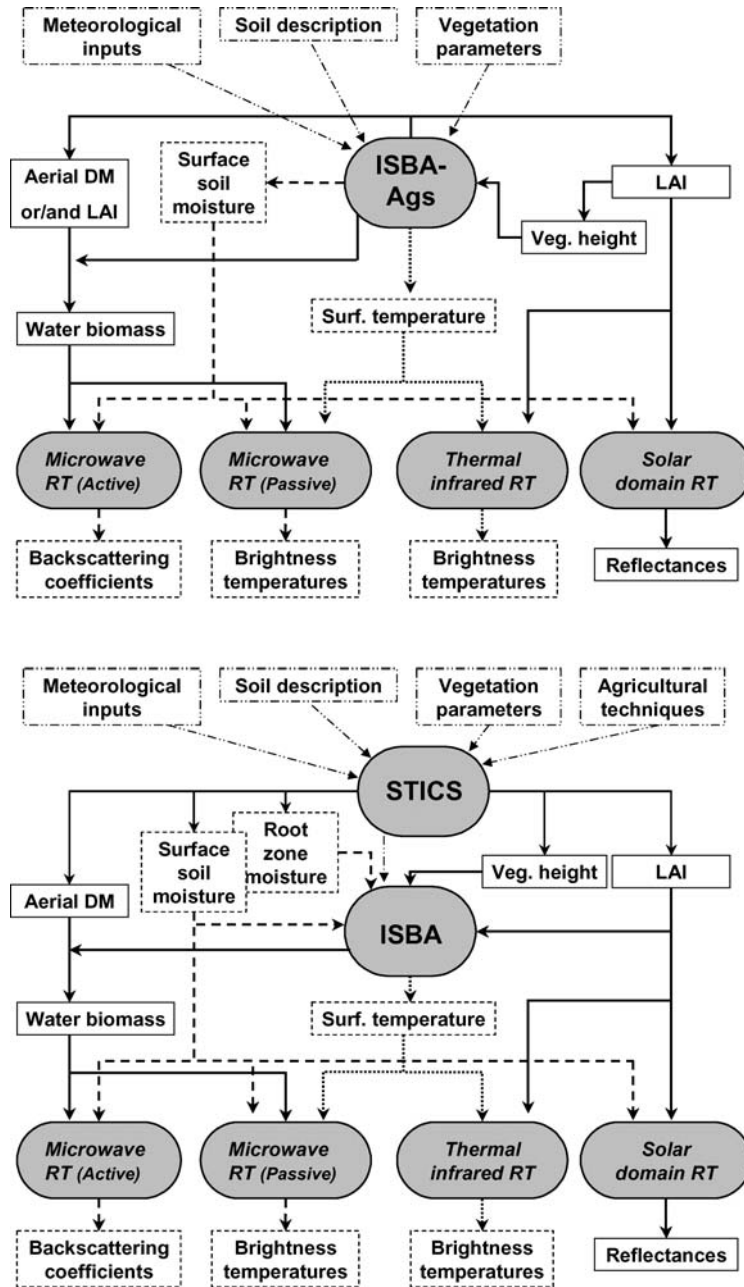 Meteorological
inputs
Soil description
Vegetation
parameters
Aerial DM
or/and LAI
Surface
soil
moisture
ISBA-
Ags
LAI
Veg. height
Water biomass
Surf. temperature
Microwave
RT (Active)
Microwave
RT (Passive)
Thermal
infrared RT
Solar
domain RT
Backscattering
coefficients
Brightness
temperatures
Brightness
temperatures
Reflectances
Meteorological
inputs
Soil description
Vegetation
parameters
Agricultural
techniques
STICS
Aerial DM
Surface
soil
moisture
Root
zone
moisture
Veg. height
LAI
ISBA
Water biomass
Surf. temperature
Microwave
RT (Active)
Microwave
RT (Passive)
Thermal
infrared RT
Solar
domain RT
Backscattering
coefficients
Brightness
temperatures
Brightness
temperatures
Reflectances